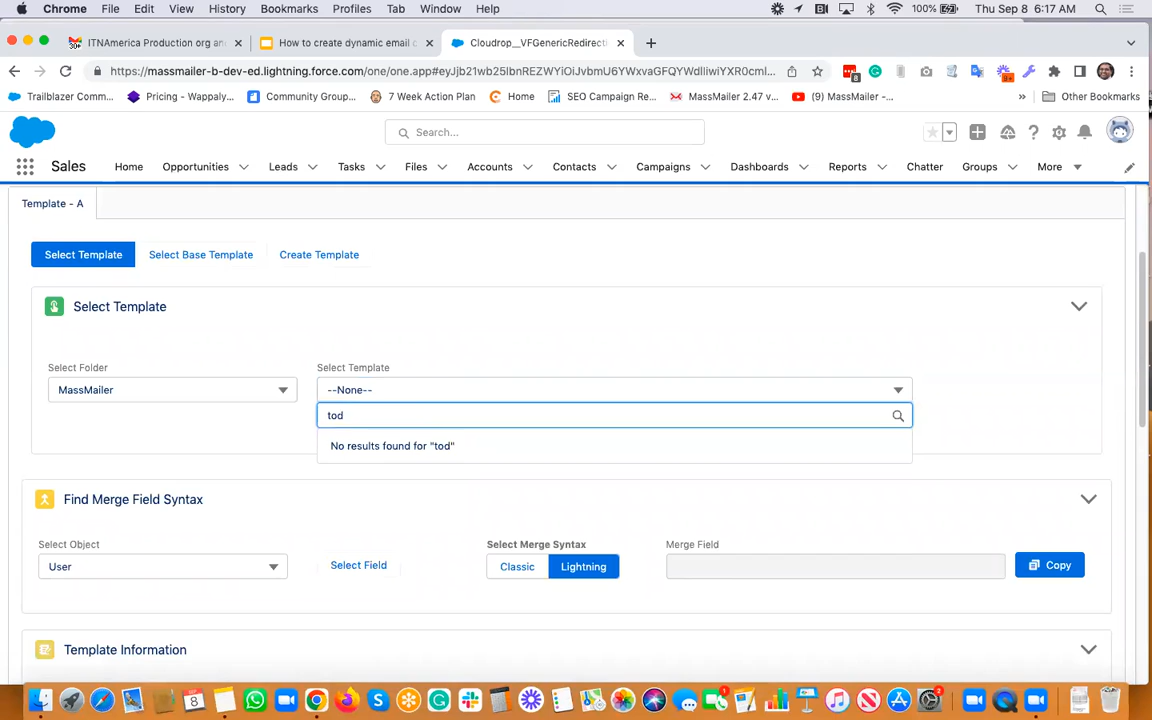 Chrome File Edit View History Bookmarks Profiles Tab Window Help 100% Thu Sep 8 6:17 AM
ITNAmerica Production org an How to create dynamic email c Cloudrop__VFGenericRedirecti
https://massmailer-b-dev-ed.lightning.force.com/one/one.app#eyJjb21wb25lbnREZWYiOiJvbmU6YWxvaGFQYWdlIiwiYXR0cml...
Trailblazer Comm... Pricing - Wappaly... Community Group... 7 Week Action Plan Home SEO Campaign Re... MassMailer 2.47 v... (9) MassMailer -... » Other Bookmarks
Search...
Sales Home Opportunities Leads Tasks Files Accounts Contacts Campaigns Dashboards Reports Chatter Groups More
Template - A
Select Template Select Base Template Create Template
Select Template
Select Folder Select Template
MassMailer --None--
tod
No results found for "tod"
Find Merge Field Syntax
Select Object Select Merge Syntax Merge Field
User Select Field Classic Lightning Copy
Template Information